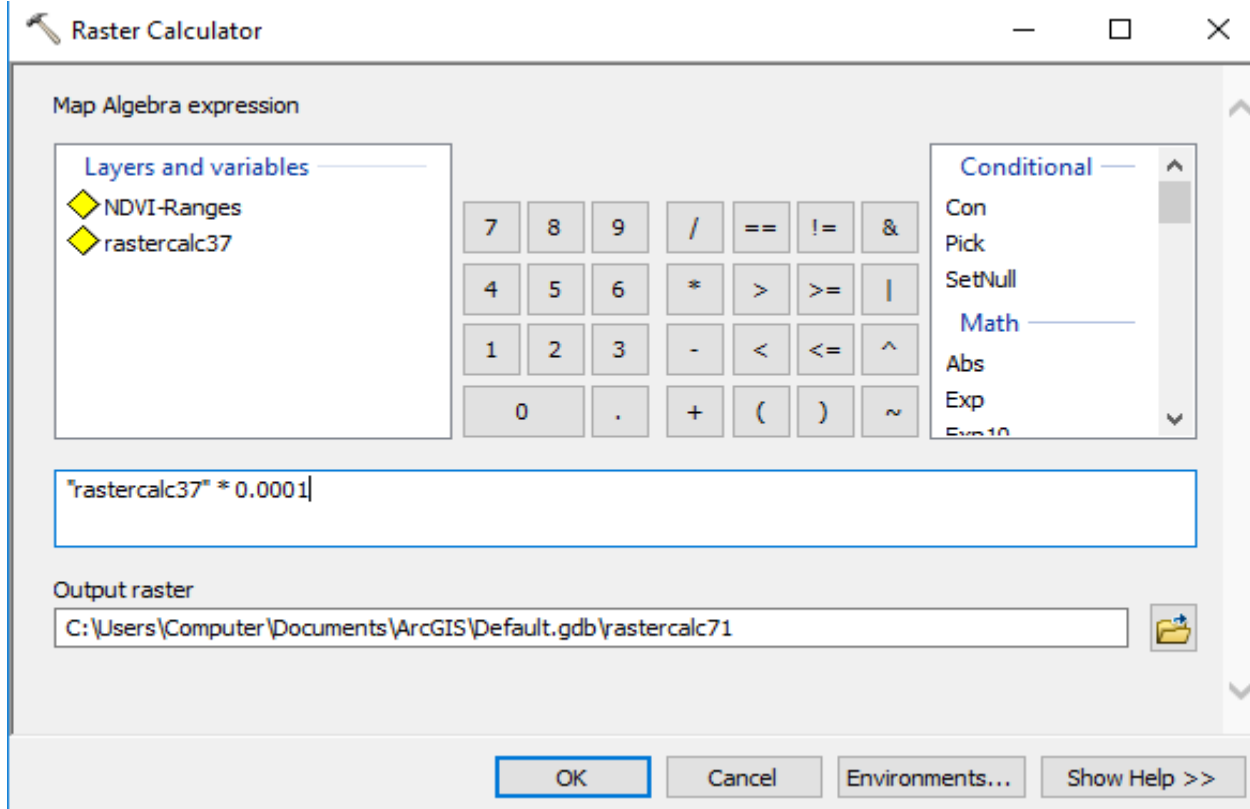 Raster Calculator
Map Algebra expression
Layers and variables
NDVI-Ranges
rastercalc37
7 8 9 / == != &
4 5 6 * > >= |
1 2 3 - < <= ^
0 . + ( ) ~
Conditional
Con
Pick
SetNull
Math
Abs
Exp
Exp10
"rastercalc37" * 0.0001
Output raster
C:\Users\Computer\Documents\ArcGIS\Default.gdb\rastercalc71
OK Cancel Environments... Show Help >>